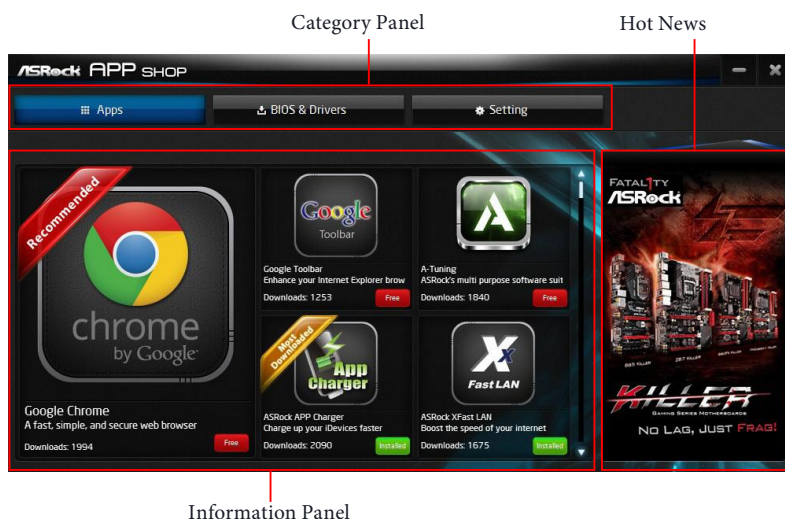 Category Panel
Hot News
ASRock APP SHOP
Apps
BIOS & Drivers
Setting
Recommended
chrome
by Google
Google Chrome
A fast, simple, and secure web browser
Downloads: 1994
Free
Google
Toolbar
Google Toolbar
Enhance your Internet Explorer brow
Downloads: 1253
Free
A-Tuning
ASRock's multi purpose software suit
Downloads: 1840
Free
Most
Downloaded
App
Charger
ASRock APP Charger
Charge up your iDevices faster
Downloads: 2090
Installed
X
Fast LAN
ASRock XFast LAN
Boost the speed of your internet
Downloads: 1675
Installed
FATAL1TY
ASRock
Z87 KILLER
KILLER
GAMING SERIES MOTHERBOARDS
NO LAG, JUST FRAG!
Information Panel